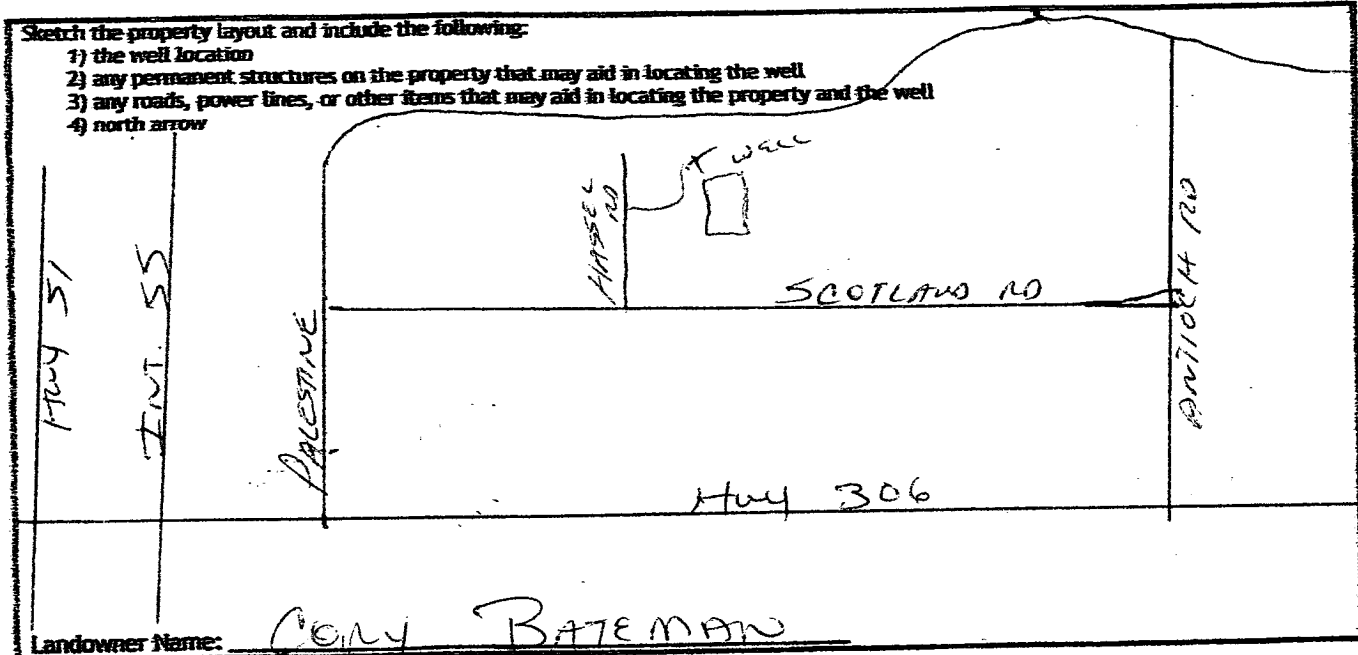 Sketch the property layout and include the following:
1) the well location
2) any permanent structures on the property that may aid in locating the well
3) any roads, power lines, or other items that may aid in locating the property and the well
4) north arrow
X WELL
HASSEL RD
HWY 51
INT. 55
PALESTINE
SCOTLAND RD
ANTIOCH RD
Hwy 306
Landowner Name: CORY BATEMAN